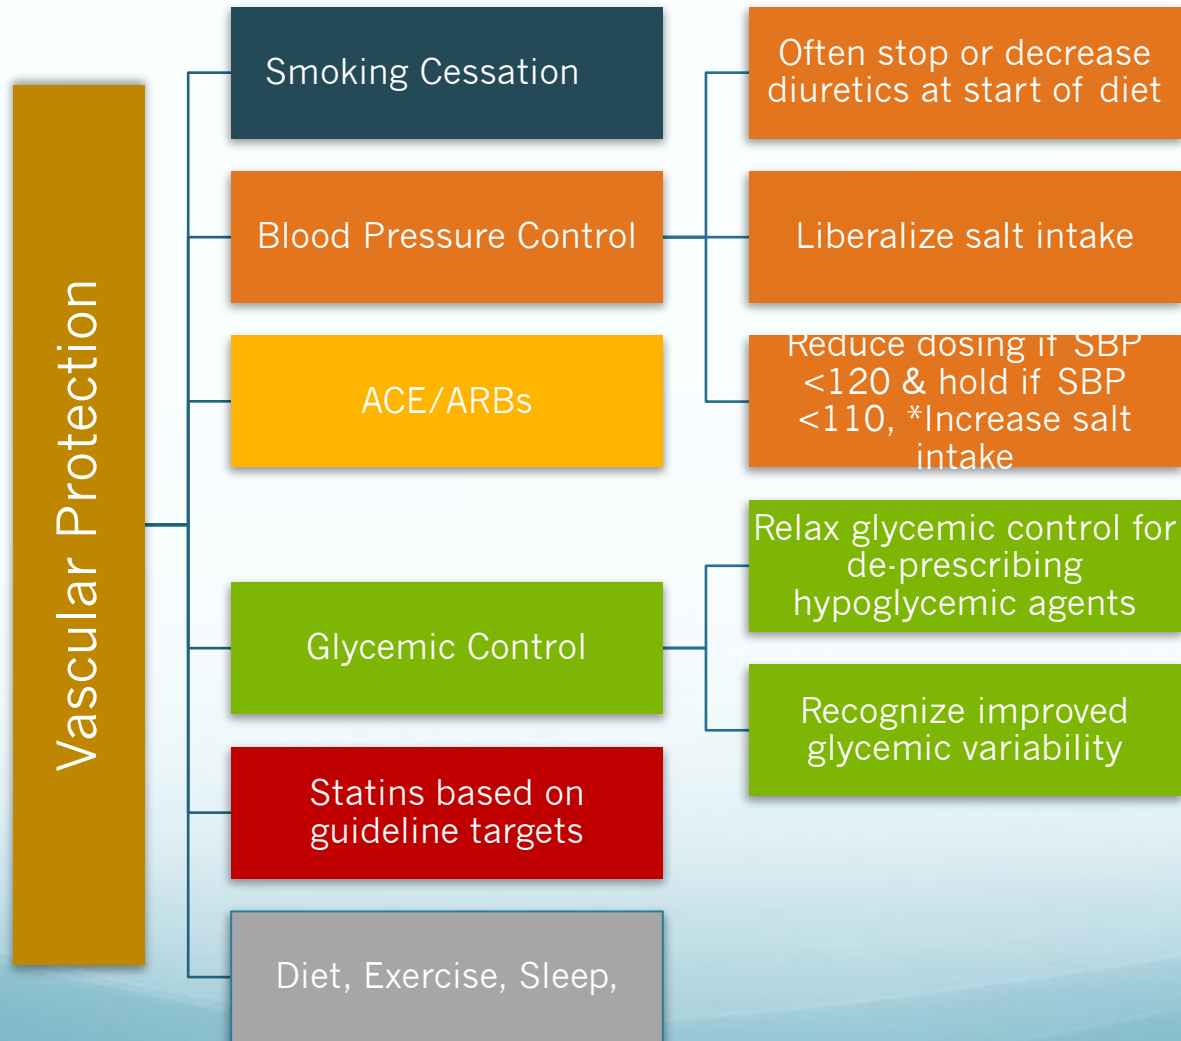 Vascular Protection
Smoking Cessation
Blood Pressure Control
Often stop or decrease
diuretics at start of diet
Liberalize salt intake
Reduce dosing if SBP
<120 & hold if SBP
<110, *Increase salt
intake
ACE/ARBs
Glycemic Control
Relax glycemic control for
de-prescribing
hypoglycemic agents
Recognize improved
glycemic variability
Statins based on
guideline targets
Diet, Exercise, Sleep,